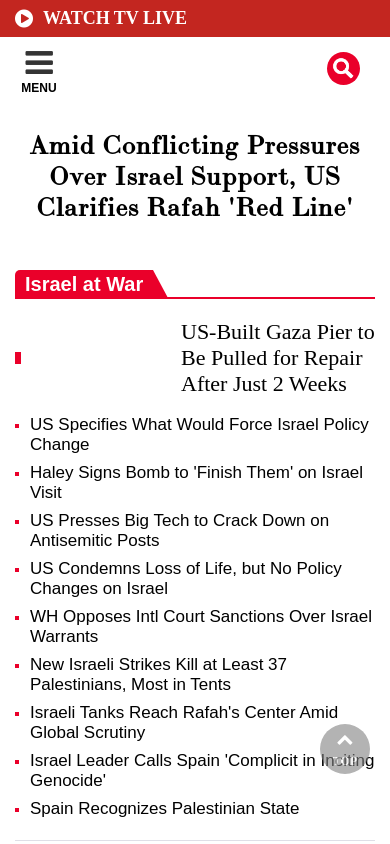 WATCH TV LIVE
MENU
Amid Conflicting Pressures
Over Israel Support, US
Clarifies Rafah 'Red Line'
Israel at War
US-Built Gaza Pier to
Be Pulled for Repair
After Just 2 Weeks
US Specifies What Would Force Israel Policy
Change
Haley Signs Bomb to 'Finish Them' on Israel
Visit
US Presses Big Tech to Crack Down on
Antisemitic Posts
US Condemns Loss of Life, but No Policy
Changes on Israel
WH Opposes Intl Court Sanctions Over Israel
Warrants
New Israeli Strikes Kill at Least 37
Palestinians, Most in Tents
Israeli Tanks Reach Rafah's Center Amid
Global Scrutiny
Israel Leader Calls Spain 'Complicit in Inciting
Genocide'
TOP
Spain Recognizes Palestinian State